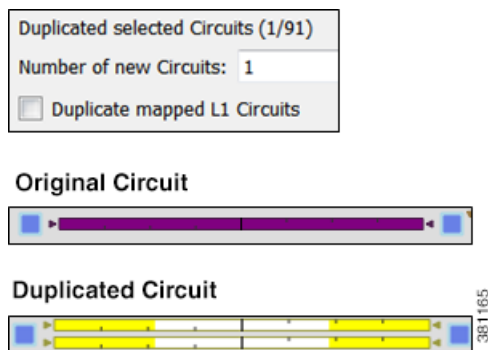 Duplicated selected Circuits (1/91)
Number of new Circuits: 1
Duplicate mapped L1 Circuits
Original Circuit
Duplicated Circuit
381165